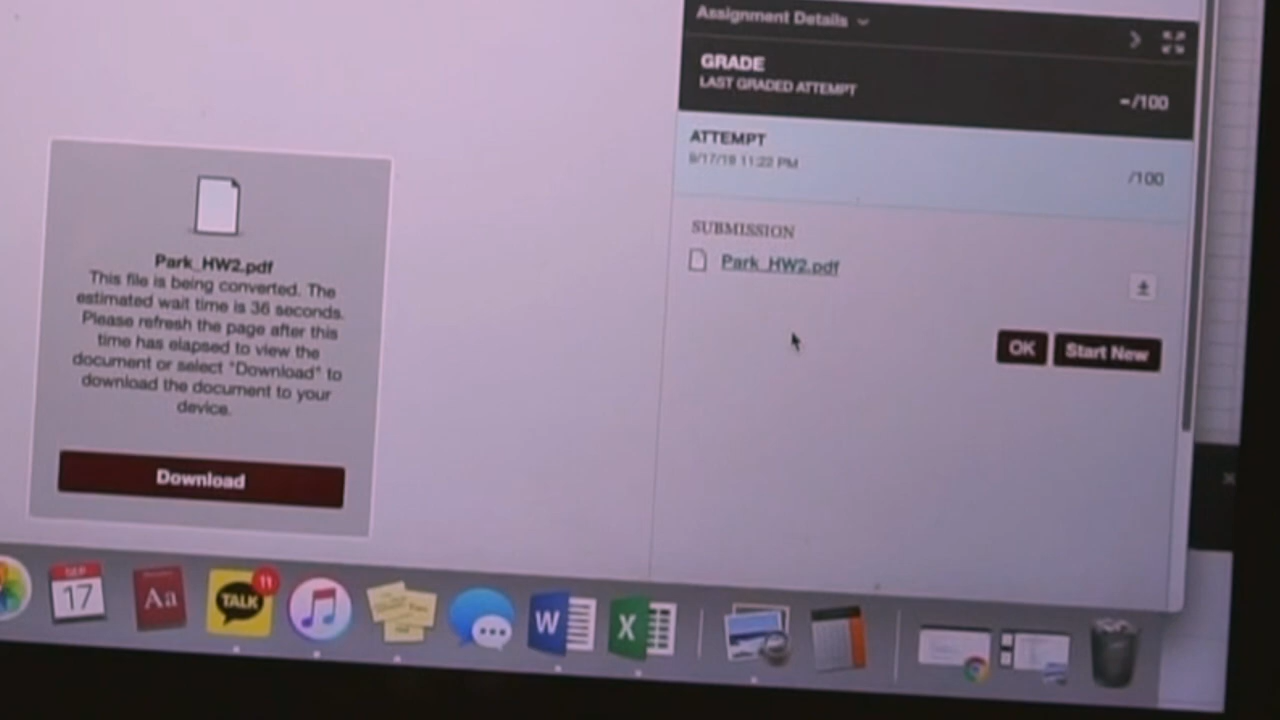 Assignment Details
GRADE
LAST GRADED ATTEMPT
-/100
ATTEMPT
9/17/19 11:22 PM
/100
SUBMISSION
Park_HW2.pdf
OK
Start New
Park_HW2.pdf
This file is being converted. The
estimated wait time is 36 seconds.
Please refresh the page after this
time has elapsed to view the
document or select "Download" to
download the document to your
device.
Download
SEP
17
Aa
TALK
11
W
X